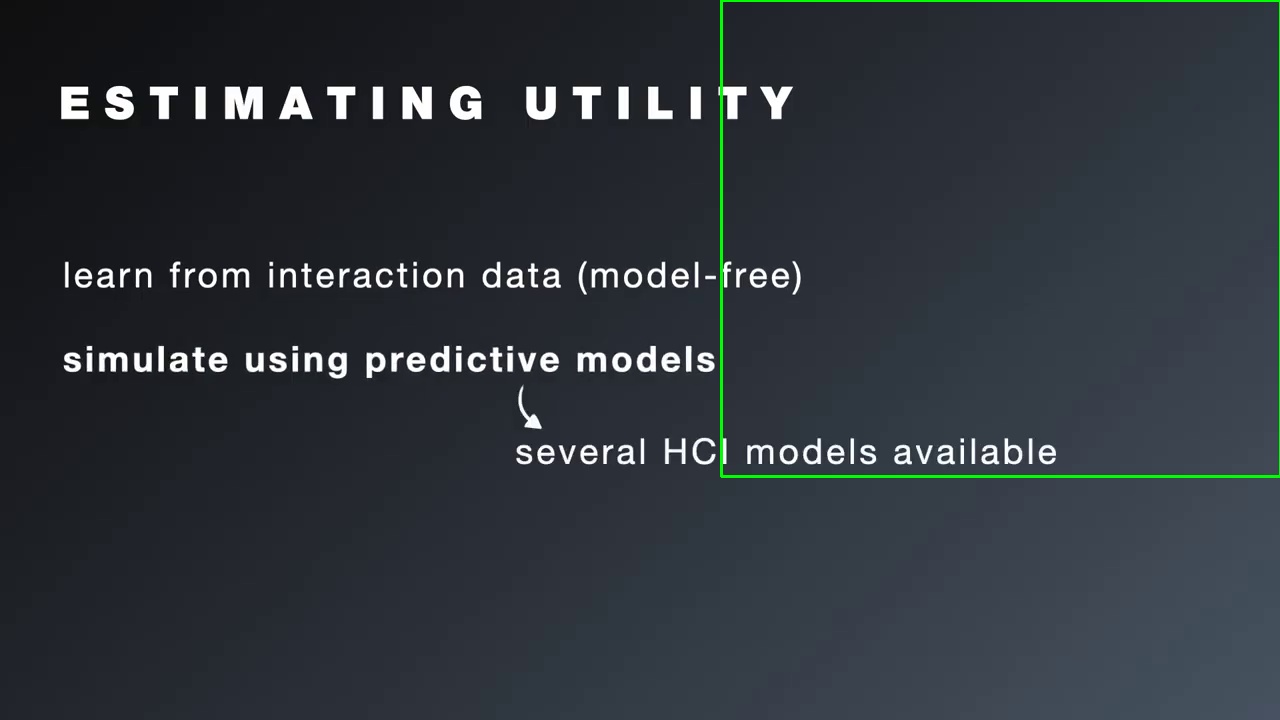 ESTIMATING UTILITY
learn from interaction data (model-free)
simulate using predictive models
several HCI models available